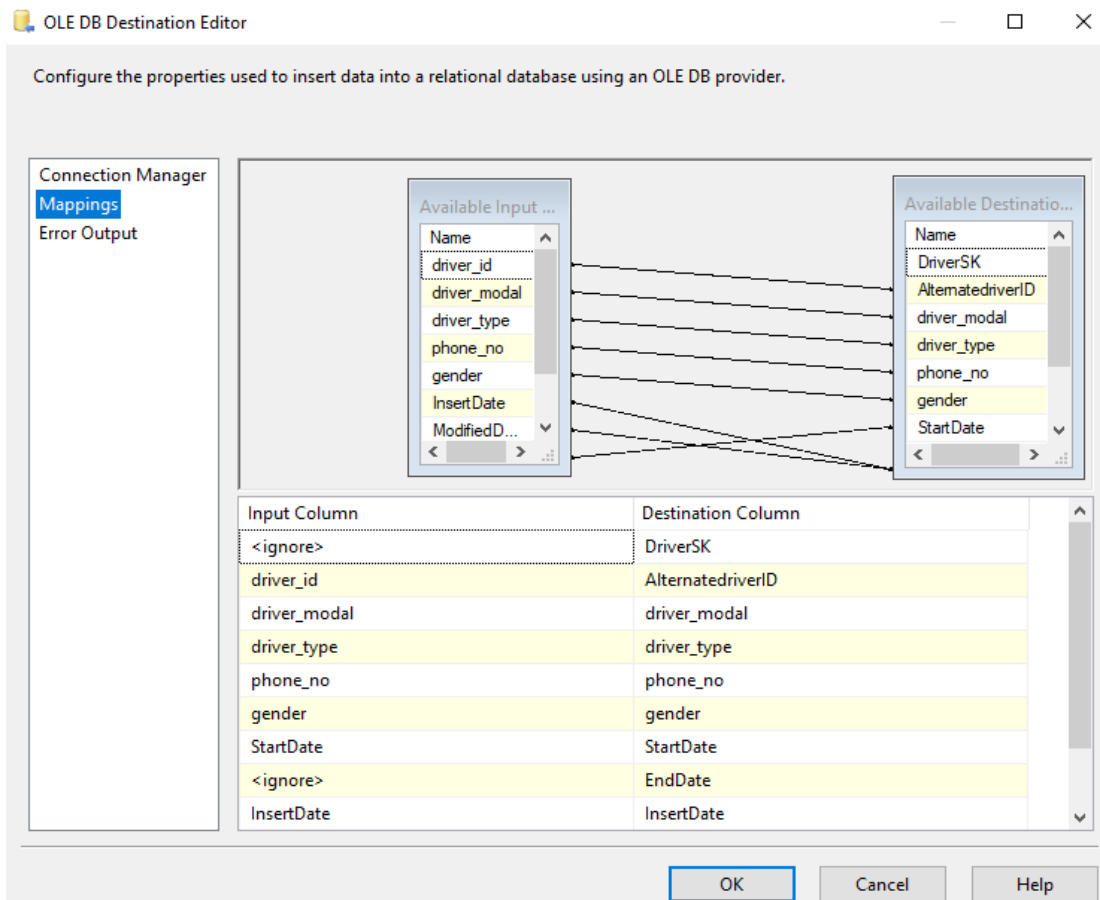 OLE DB Destination Editor
Configure the properties used to insert data into a relational database using an OLE DB provider.
Connection Manager
Mappings
Error Output
Available Input ...
Name
driver_id
driver_modal
driver_type
phone_no
gender
InsertDate
ModifiedD...
Available Destinatio...
Name
DriverSK
AlternatedriverID
driver_modal
driver_type
phone_no
gender
StartDate
Input Column Destination Column
<ignore> DriverSK
driver_id AlternatedriverID
driver_modal driver_modal
driver_type driver_type
phone_no phone_no
gender gender
StartDate StartDate
<ignore> EndDate
InsertDate InsertDate
OK Cancel Help